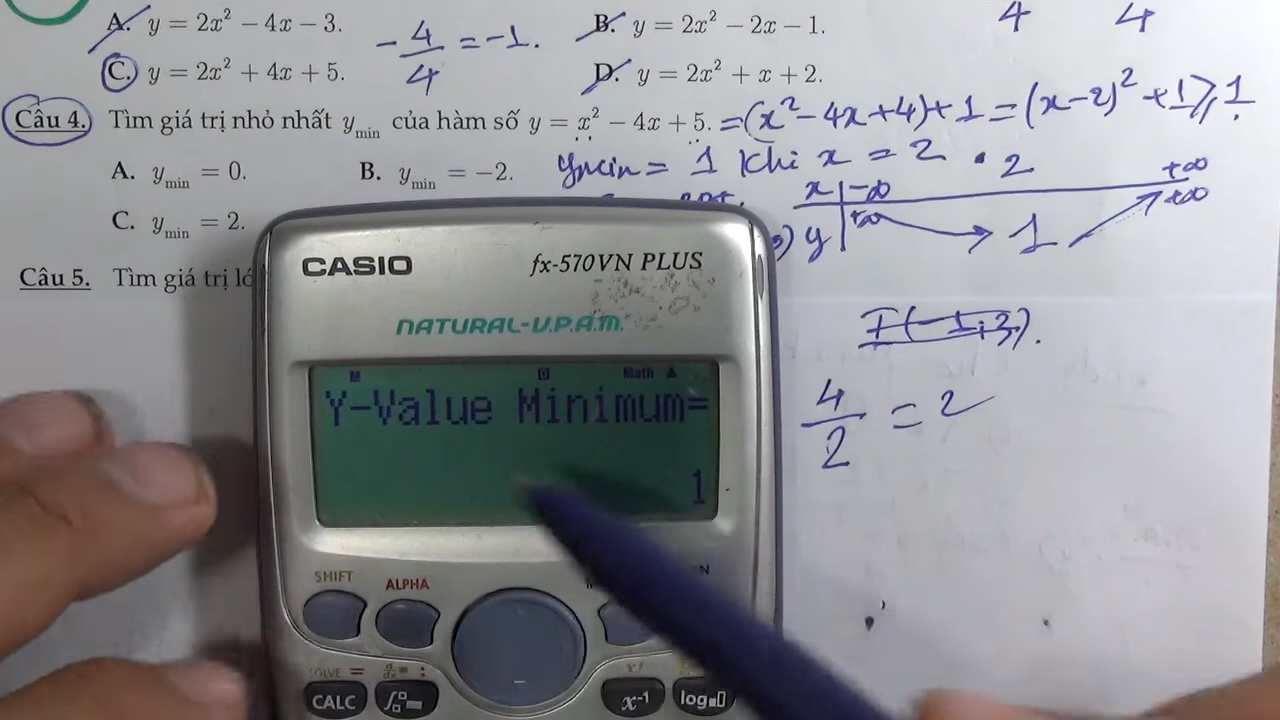 A. y = 2x² − 4x − 3. −4/4 = −1. B. y = 2x² − 2x − 1. 4 4
C. y = 2x² + 4x + 5. D. y = 2x² + x + 2.
Câu 4. Tìm giá trị nhỏ nhất y_min của hàm số y = x² − 4x + 5. = (x² − 4x + 4) + 1 = (x − 2)² + 1 ⩾ 1.
A. y_min = 0. B. y_min = −2. ymin = 1 khi x = 2
x −∞ 2 +∞
C. y_min = 2. y +∞ 1 +∞
Câu 5. Tìm giá trị
I(−1; 3).
4/2 = 2
CASIO fx-570VN PLUS
NATURAL-V.P.A.M.
M D Math ▲
Y-Value Minimum=
1
SHIFT ALPHA
SOLVE = d/dx :
CALC ∫ x⁻¹ log